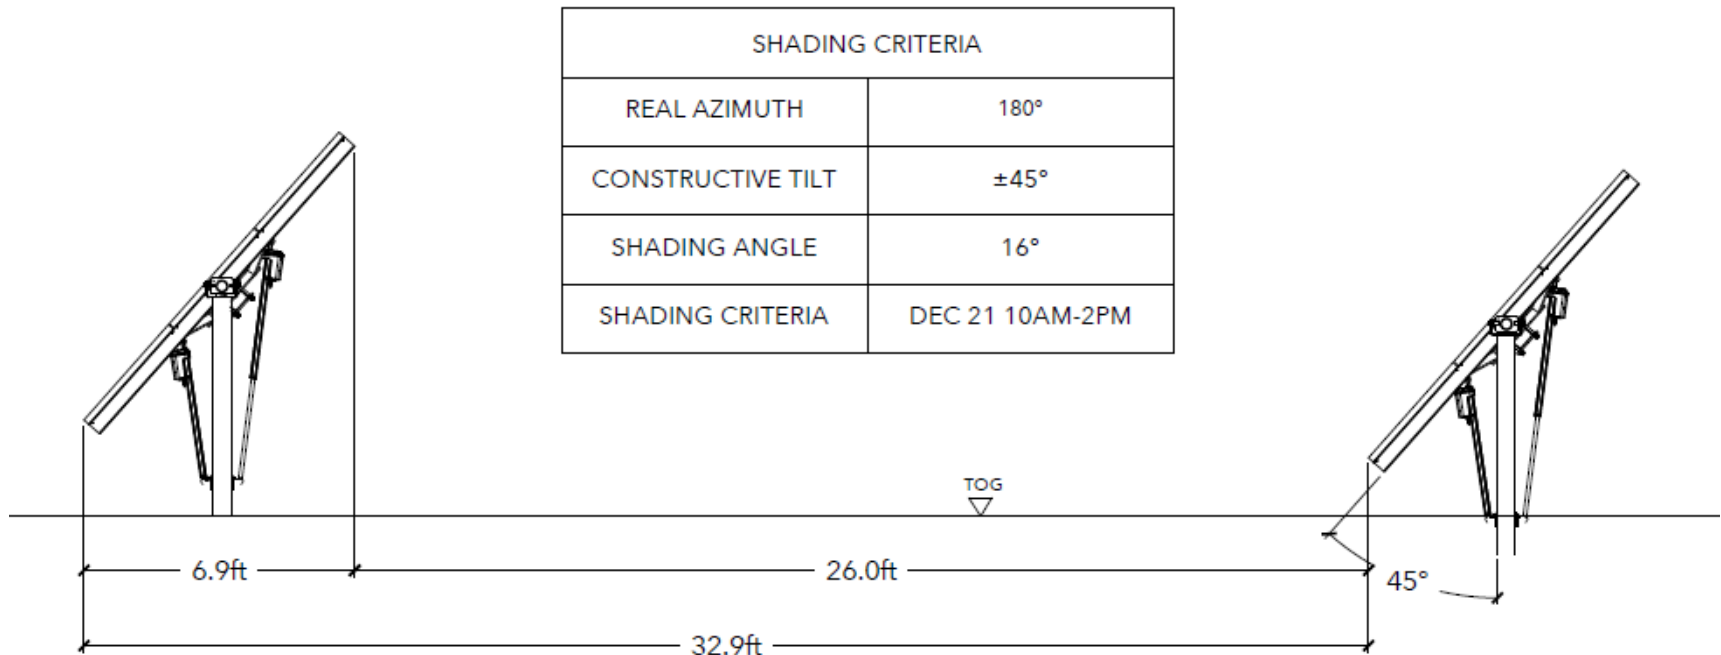 SHADING CRITERIA
REAL AZIMUTH 180°
CONSTRUCTIVE TILT ±45°
SHADING ANGLE 16°
SHADING CRITERIA DEC 21 10AM-2PM
TOG
6.9ft 26.0ft 45°
32.9ft